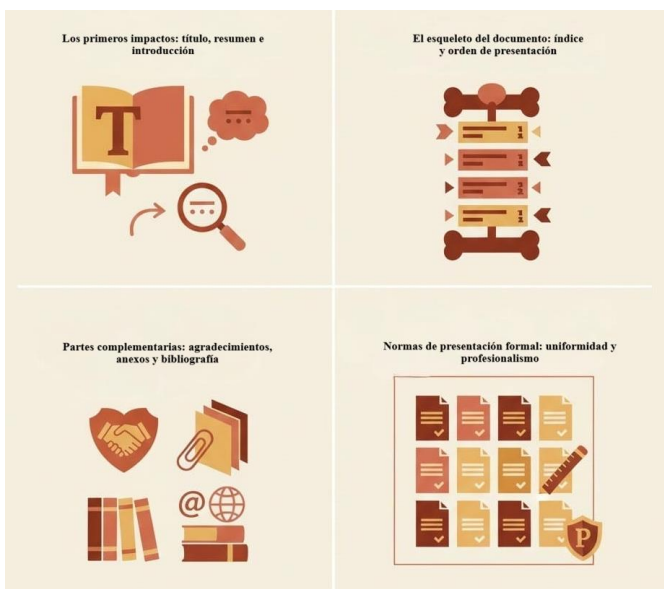 Los primeros impactos: título, resumen e
introducción
El esqueleto del documento: índice
y orden de presentación
T
Partes complementarias: agradecimientos,
anexos y bibliografía
Normas de presentación formal: uniformidad y
profesionalismo
@
P